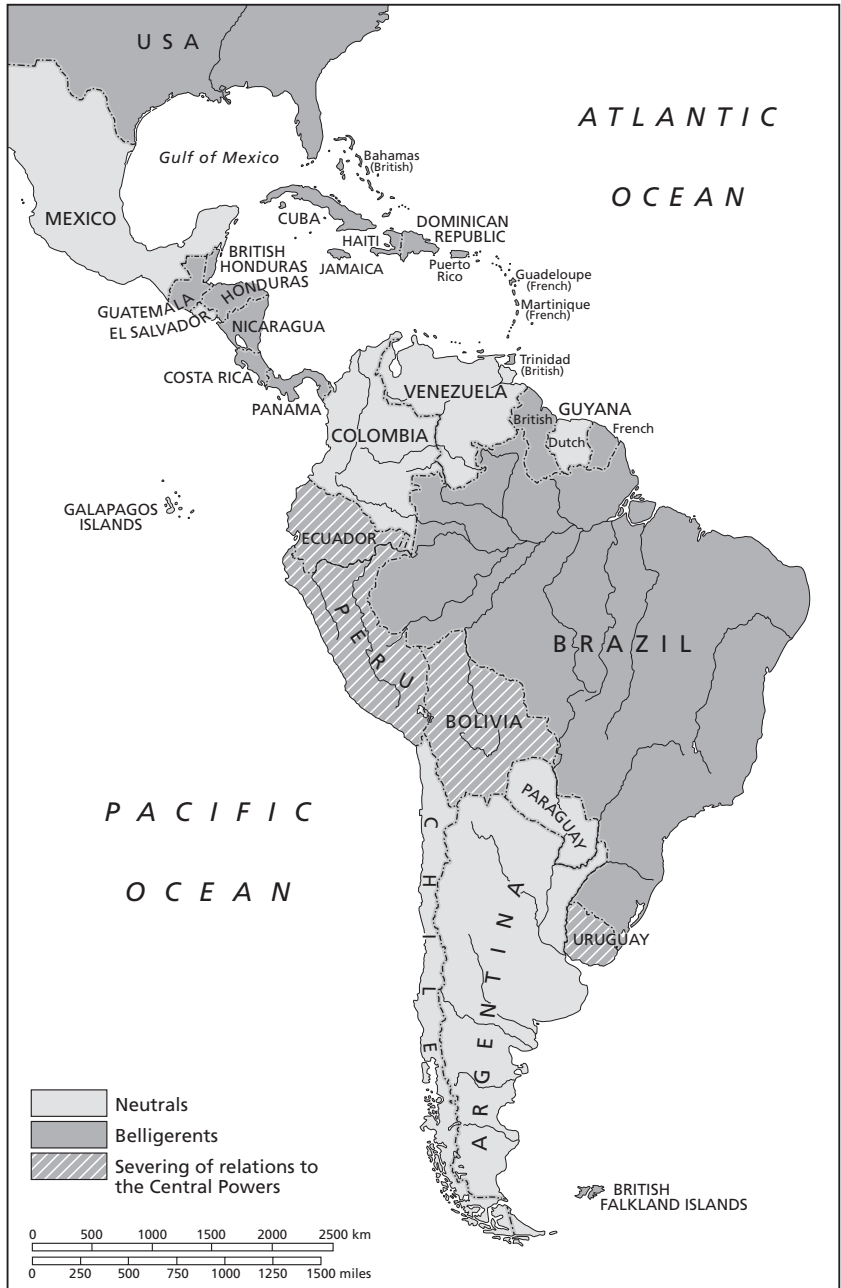 USA
ATLANTIC
OCEAN
Gulf of Mexico
Bahamas
(British)
MEXICO
CUBA
HAITI
DOMINICAN
REPUBLIC
JAMAICA
Puerto
Rico
BRITISH
HONDURAS
HONDURAS
Guadeloupe
(French)
Martinique
(French)
GUATEMALA
EL SALVADOR
NICARAGUA
COSTA RICA
PANAMA
Trinidad
(British)
VENEZUELA
COLOMBIA
GUYANA
British
Dutch
French
GALAPAGOS
ISLANDS
ECUADOR
PERU
BRAZIL
BOLIVIA
PACIFIC
OCEAN
PARAGUAY
CHILE
ARGENTINA
URUGUAY
Neutrals
Belligerents
Severing of relations to
the Central Powers
BRITISH
FALKLAND ISLANDS
0 500 1000 1500 2000 2500 km
0 250 500 750 1000 1250 1500 miles